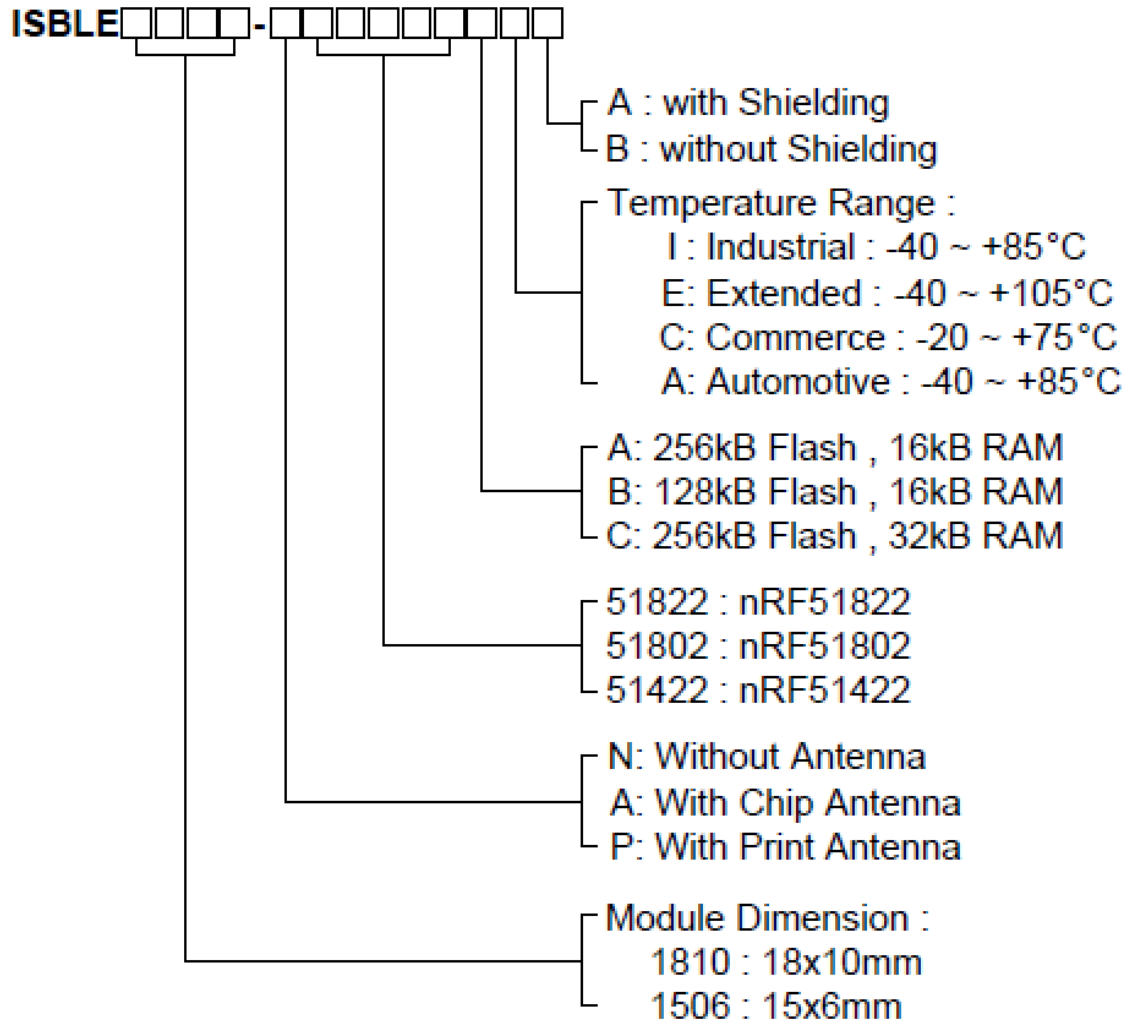 ISBLE□□□□-□□□□□□□□□
A : with Shielding
B : without Shielding
Temperature Range :
I : Industrial : -40 ~ +85°C
E: Extended : -40 ~ +105°C
C: Commerce : -20 ~ +75°C
A: Automotive : -40 ~ +85°C
A: 256kB Flash , 16kB RAM
B: 128kB Flash , 16kB RAM
C: 256kB Flash , 32kB RAM
51822 : nRF51822
51802 : nRF51802
51422 : nRF51422
N: Without Antenna
A: With Chip Antenna
P: With Print Antenna
Module Dimension :
1810 : 18x10mm
1506 : 15x6mm